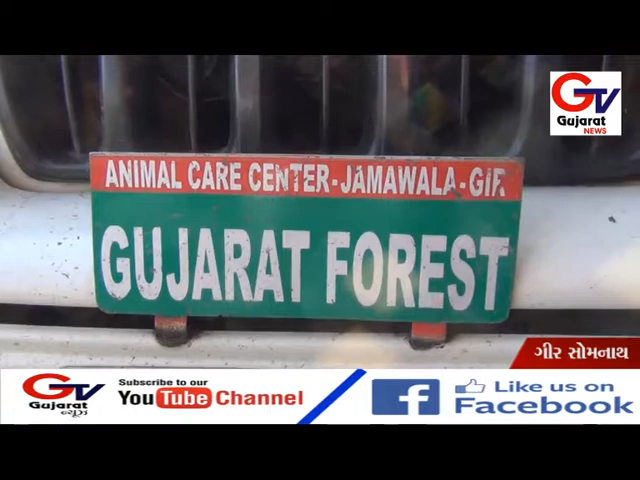 GTV
Gujarat
NEWS
ANIMAL CARE CENTER-JAMAWALA-GIR
GUJARAT FOREST
ગીર સોમનાથ
GTV
Gujarat
ન્યૂઝ
Subscribe to our
YouTube Channel
f
Like us on
Facebook